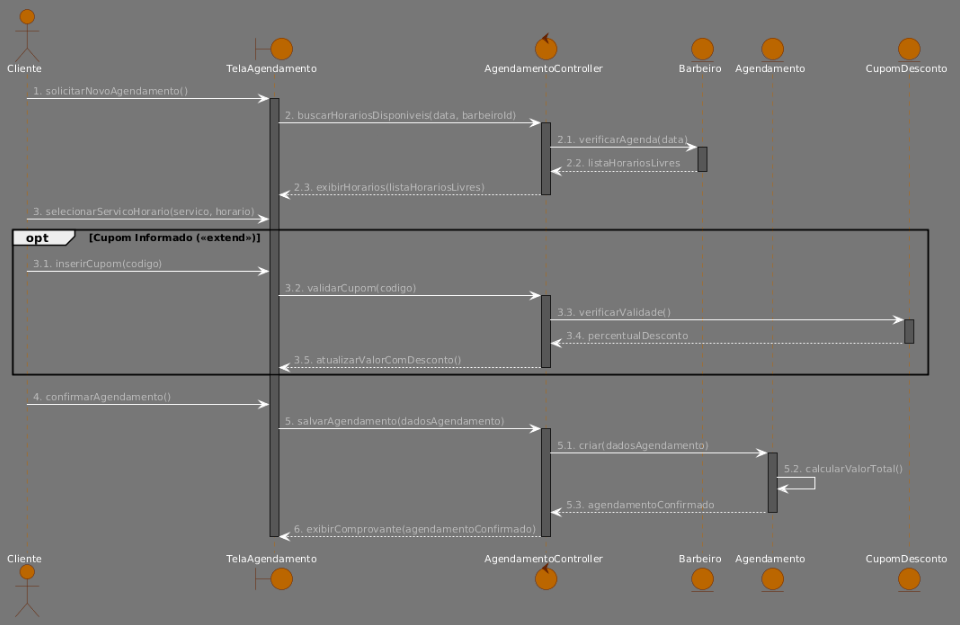 Cliente
TelaAgendamento
AgendamentoController
Barbeiro
Agendamento
CupomDesconto
1. solicitarNovoAgendamento()
2. buscarHorariosDisponiveis(data, barbeiroId)
2.1. verificarAgenda(data)
2.2. listaHorariosLivres
2.3. exibirHorarios(listaHorariosLivres)
3. selecionarServicoHorario(servico, horario)
opt [Cupom Informado («extend»)]
3.1. inserirCupom(codigo)
3.2. validarCupom(codigo)
3.3. verificarValidade()
3.4. percentualDesconto
3.5. atualizarValorComDesconto()
4. confirmarAgendamento()
5. salvarAgendamento(dadosAgendamento)
5.1. criar(dadosAgendamento)
5.2. calcularValorTotal()
5.3. agendamentoConfirmado
6. exibirComprovante(agendamentoConfirmado)
Cliente
TelaAgendamento
AgendamentoController
Barbeiro
Agendamento
CupomDesconto